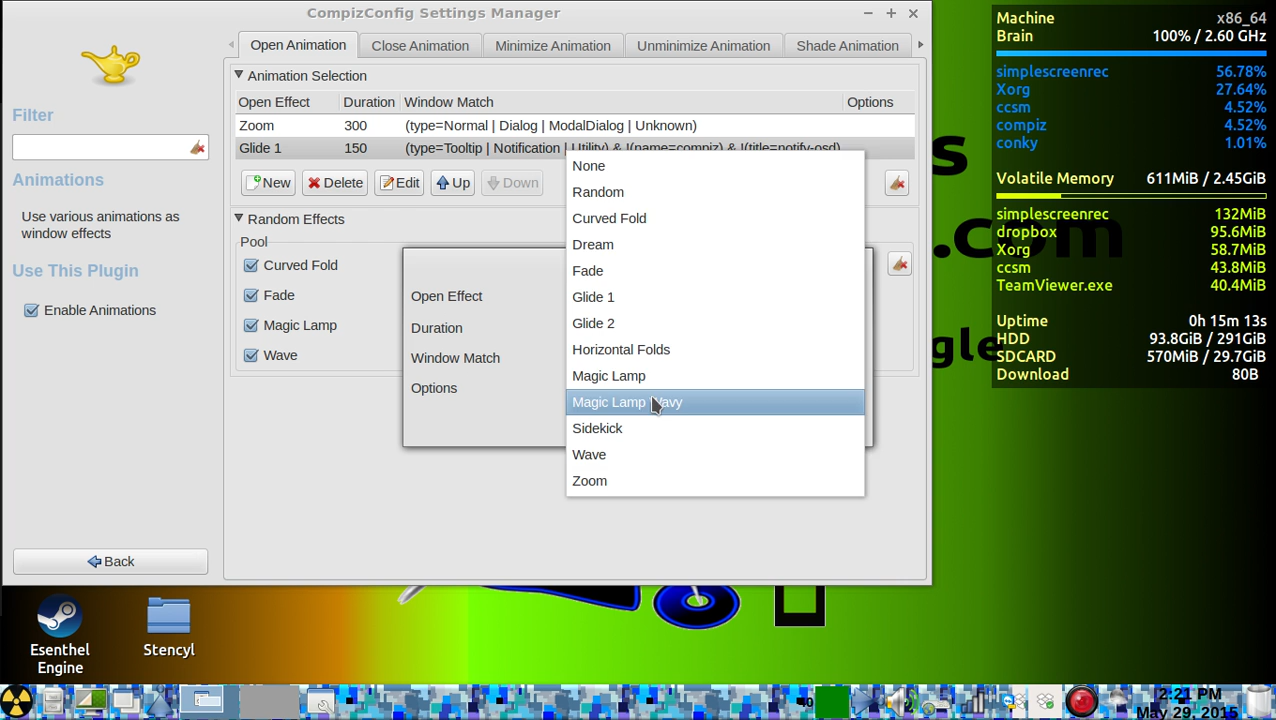 CompizConfig Settings Manager
Filter
Animations
Use various animations as
window effects
Use This Plugin
Enable Animations
Back
Open Animation
Close Animation
Minimize Animation
Unminimize Animation
Shade Animation
Animation Selection
Open Effect Duration Window Match Options
Zoom 300 (type=Normal | Dialog | ModalDialog | Unknown)
Glide 1 150 (type=Tooltip | Notification | Utility) & !(name=compiz) & !(title=notify-osd)
New Delete Edit Up Down
Random Effects
Pool
Curved Fold
Fade
Magic Lamp
Wave
Open Effect
Duration
Window Match
Options
None
Random
Curved Fold
Dream
Fade
Glide 1
Glide 2
Horizontal Folds
Magic Lamp
Magic Lamp Wavy
Sidekick
Wave
Zoom
Machine x86_64
Brain 100% / 2.60 GHz
simplescreenrec 56.78%
Xorg 27.64%
ccsm 4.52%
compiz 4.52%
conky 1.01%
Volatile Memory 611MiB / 2.45GiB
simplescreenrec 132MiB
dropbox 95.6MiB
Xorg 58.7MiB
ccsm 43.8MiB
TeamViewer.exe 40.4MiB
Uptime 0h 15m 13s
HDD 93.8GiB / 291GiB
SDCARD 570MiB / 29.7GiB
Download 80B
s
.com
gle
Esenthel
Engine
Stencyl
2:21 PM
May 29, 2015